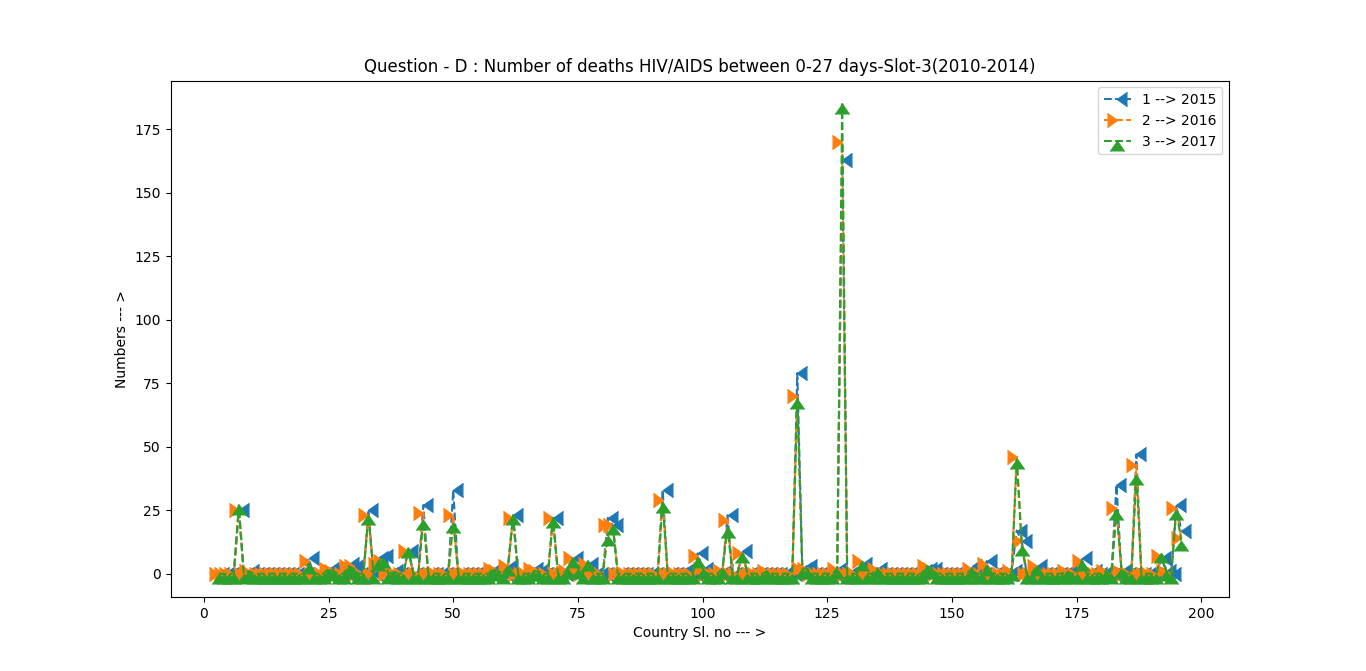 Question - D : Number of deaths HIV/AIDS between 0-27 days-Slot-3(2010-2014)
1 --> 2015
2 --> 2016
3 --> 2017
175
150
125
100
75
50
25
0
Numbers --- >
0 25 50 75 100 125 150 175 200
Country Sl. no --- >